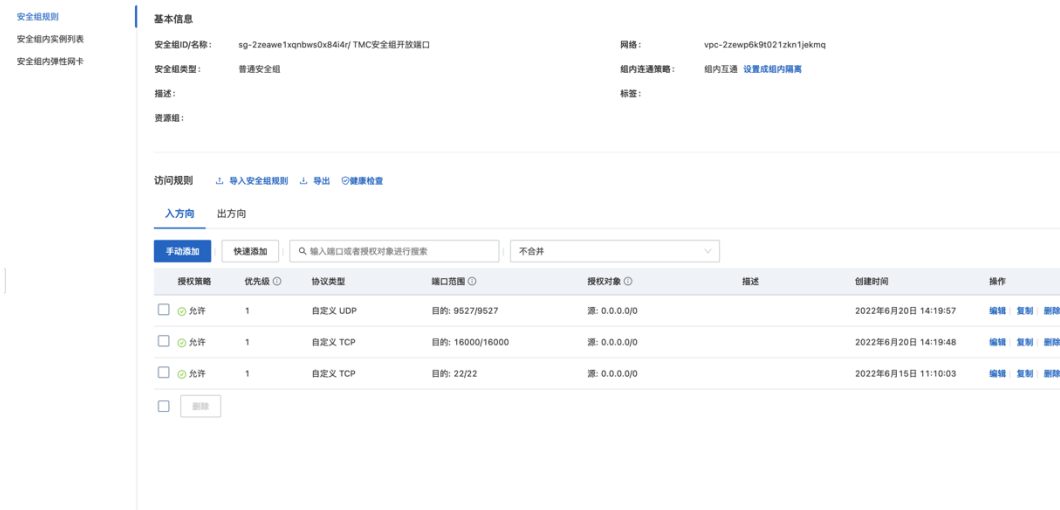 安全组规则
安全组内实例列表
安全组内弹性网卡
基本信息
安全组ID/名称： sg-2zeawe1xqnbws0x84i4r/ TMC安全组开放端口 网络： vpc-2zewp6k9t021zkn1jekmq
安全组类型： 普通安全组 组内连通策略： 组内互通 设置成组内隔离
描述： 标签：
资源组：
访问规则 导入安全组规则 导出 健康检查
入方向 出方向
手动添加 快速添加 输入端口或者授权对象进行搜索 不合并
授权策略 优先级 协议类型 端口范围 授权对象 描述 创建时间 操作
允许 1 自定义 UDP 目的: 9527/9527 源: 0.0.0.0/0 2022年6月20日 14:19:57 编辑 复制 删除
允许 1 自定义 TCP 目的: 16000/16000 源: 0.0.0.0/0 2022年6月20日 14:19:48 编辑 复制 删除
允许 1 自定义 TCP 目的: 22/22 源: 0.0.0.0/0 2022年6月15日 11:10:03 编辑 复制 删除
删除